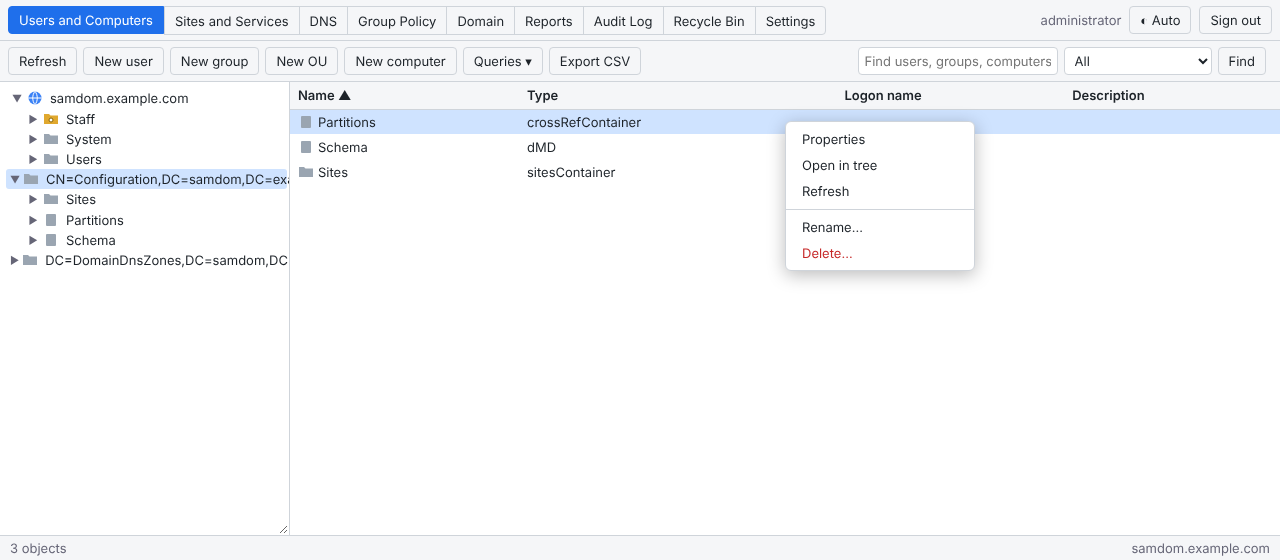 Users and Computers Sites and Services DNS Group Policy Domain Reports Audit Log Recycle Bin Settings administrator Auto Sign out
Refresh New user New group New OU New computer Queries ▾ Export CSV Find users, groups, computers All Find
samdom.example.com
Staff
System
Users
CN=Configuration,DC=samdom,DC=exa
Sites
Partitions
Schema
DC=DomainDnsZones,DC=samdom,DC
Name ▲ Type Logon name Description
Partitions crossRefContainer
Schema dMD
Sites sitesContainer
Properties
Open in tree
Refresh
Rename...
Delete...
3 objects samdom.example.com